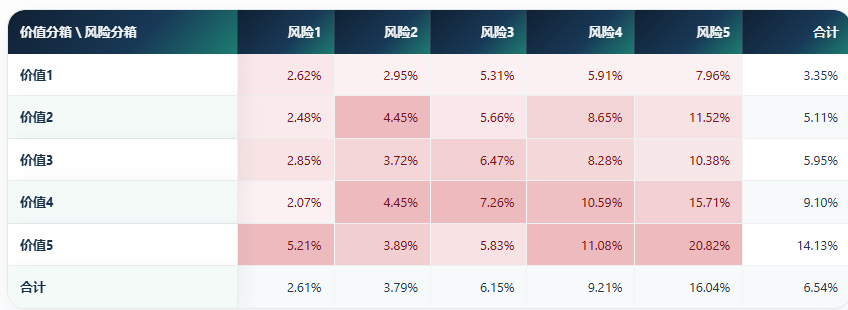 价值分箱 \ 风险分箱 风险1 风险2 风险3 风险4 风险5 合计
价值1 2.62% 2.95% 5.31% 5.91% 7.96% 3.35%
价值2 2.48% 4.45% 5.66% 8.65% 11.52% 5.11%
价值3 2.85% 3.72% 6.47% 8.28% 10.38% 5.95%
价值4 2.07% 4.45% 7.26% 10.59% 15.71% 9.10%
价值5 5.21% 3.89% 5.83% 11.08% 20.82% 14.13%
合计 2.61% 3.79% 6.15% 9.21% 16.04% 6.54%